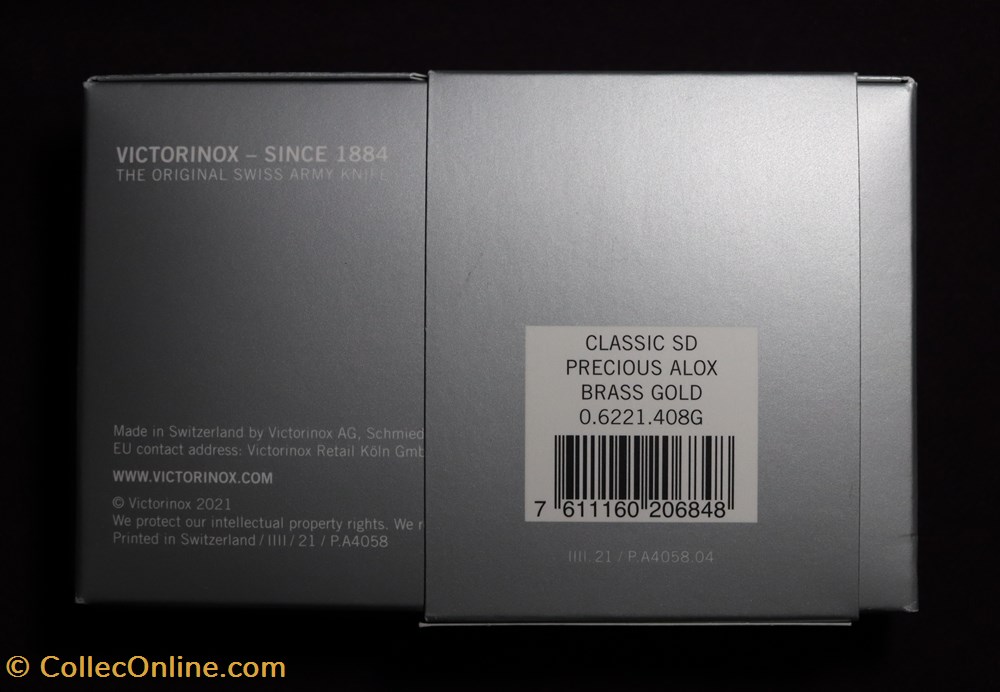 VICTORINOX – SINCE 1884
THE ORIGINAL SWISS ARMY KNIFE
Made in Switzerland by Victorinox AG, Schmied
EU contact address: Victorinox Retail Köln Gmb
WWW.VICTORINOX.COM
© Victorinox 2021
We protect our intellectual property rights. We r
Printed in Switzerland / IIII / 21 / P.A4058
CLASSIC SD
PRECIOUS ALOX
BRASS GOLD
0.6221.408G
7 611160 206848
IIII. 21 / P.A4058.04
© CollecOnline.com